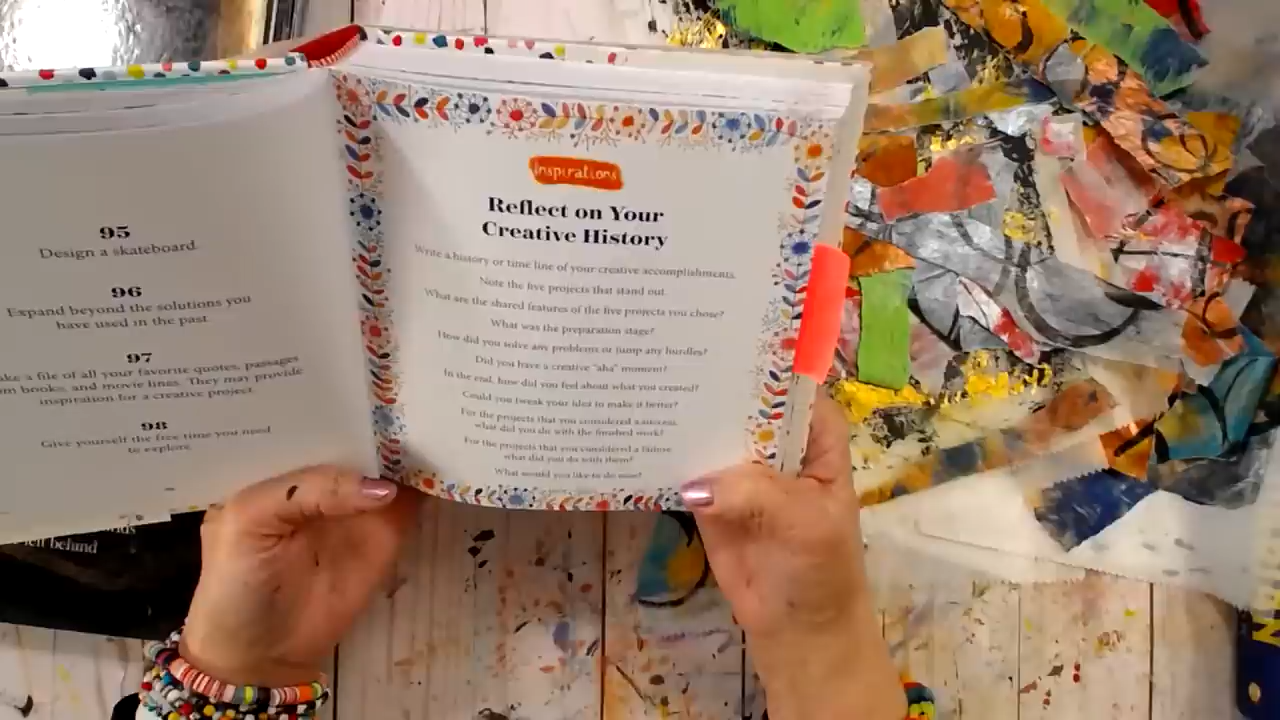 95
Design a skateboard.
96
Expand beyond the solutions you
have used in the past.
97
a file of all your favorite quotes, passages
books, and movie lines. They may provide
inspiration for a creative project.
98
Give yourself the free time you need
to explore.
behind
Inspirations
Reflect on Your
Creative History
Write a history or time line of your creative accomplishments.
Note the five projects that stand out.
What are the shared features of the five projects you chose?
What was the preparation stage?
How did you solve any problems or jump any hurdles?
Did you have a creative "aha" moment?
In the end, how did you feel about what you created?
Could you tweak your idea to make it better?
For the projects that you considered a success,
what did you do with the finished work?
For the projects that you considered a failure,
what did you do with them?
What would you like to do now?